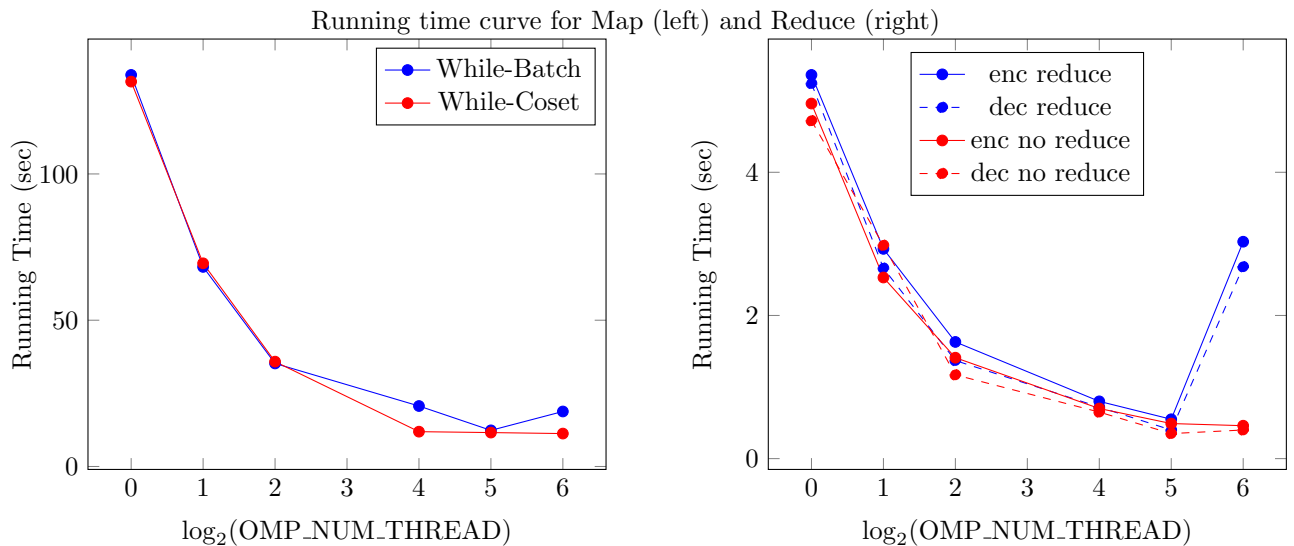 Running time curve for Map (left) and Reduce (right)
While-Batch
While-Coset
Running Time (sec)
100
50
0
0 1 2 3 4 5 6
log₂(OMP_NUM_THREAD)
enc reduce
dec reduce
enc no reduce
dec no reduce
Running Time (sec)
4
2
0
0 1 2 3 4 5 6
log₂(OMP_NUM_THREAD)